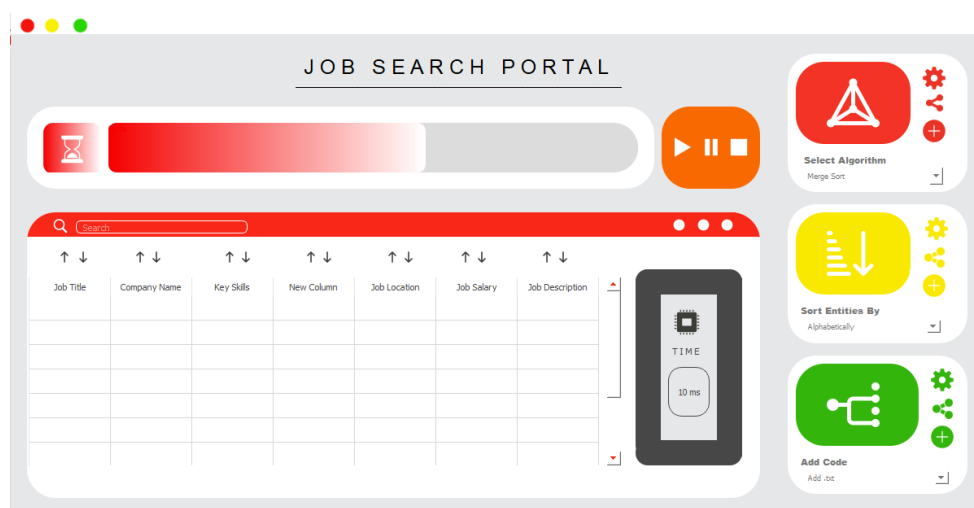 JOB SEARCH PORTAL
Select Algorithm
Merge Sort
Search
Job Title Company Name Key Skills New Column Job Location Job Salary Job Description
TIME
10 ms
Sort Entities By
Alphabetically
Add Code
Add .txt